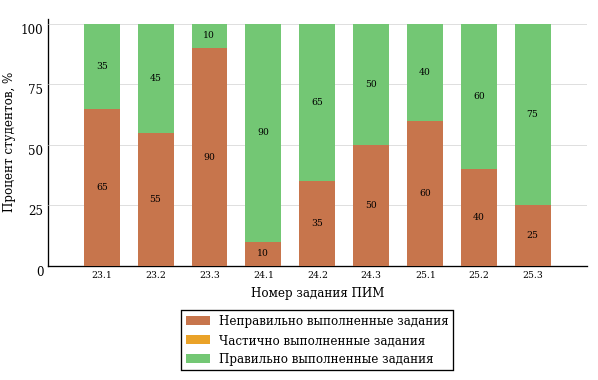 100
75
50
25
0
Процент студентов, %
35 45 10 90 65 50 40 60 75
65 55 90 10 35 50 60 40 25
23.1 23.2 23.3 24.1 24.2 24.3 25.1 25.2 25.3
Номер задания ПИМ
Неправильно выполненные задания
Частично выполненные задания
Правильно выполненные задания